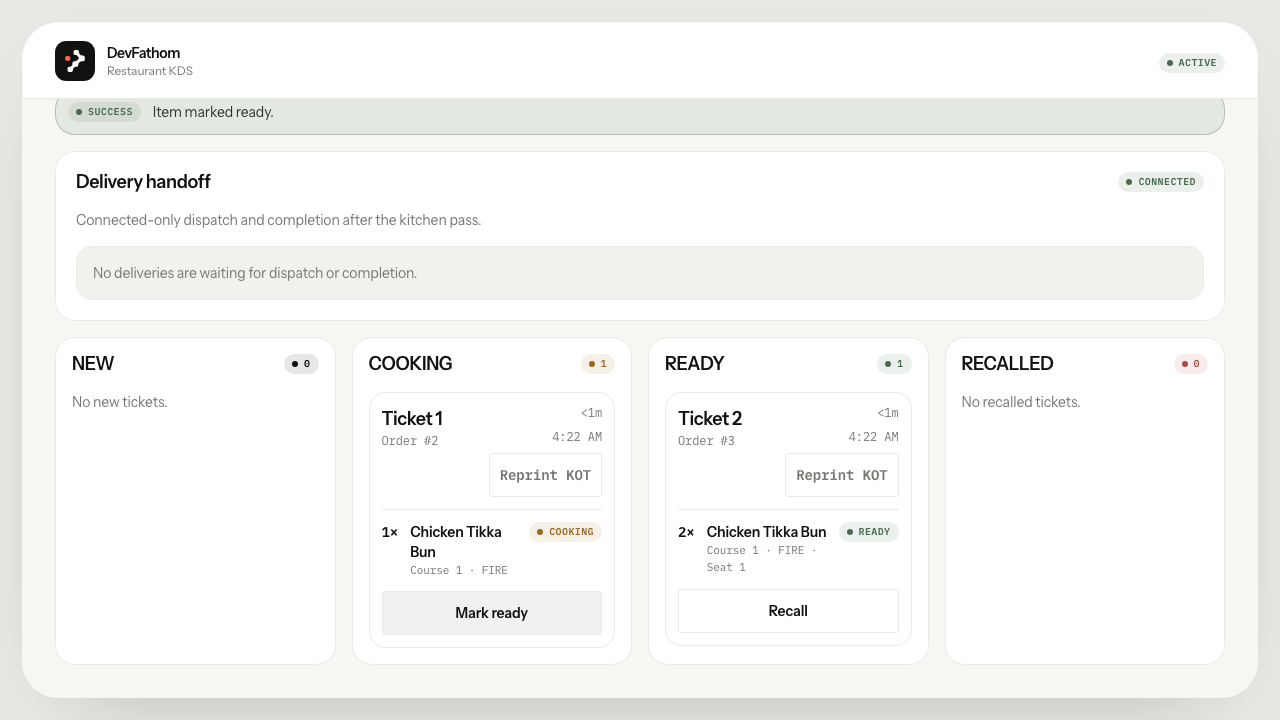 DevFathom
Restaurant KDS
ACTIVE
SUCCESS Item marked ready.
Delivery handoff
CONNECTED
Connected-only dispatch and completion after the kitchen pass.
No deliveries are waiting for dispatch or completion.
NEW 0
No new tickets.
COOKING 1
Ticket 1
<1m
Order #2
4:22 AM
Reprint KOT
1× Chicken Tikka
Bun
COOKING
Course 1 · FIRE
Mark ready
READY 1
Ticket 2
<1m
Order #3
4:22 AM
Reprint KOT
2× Chicken Tikka Bun
READY
Course 1 · FIRE ·
Seat 1
Recall
RECALLED 0
No recalled tickets.